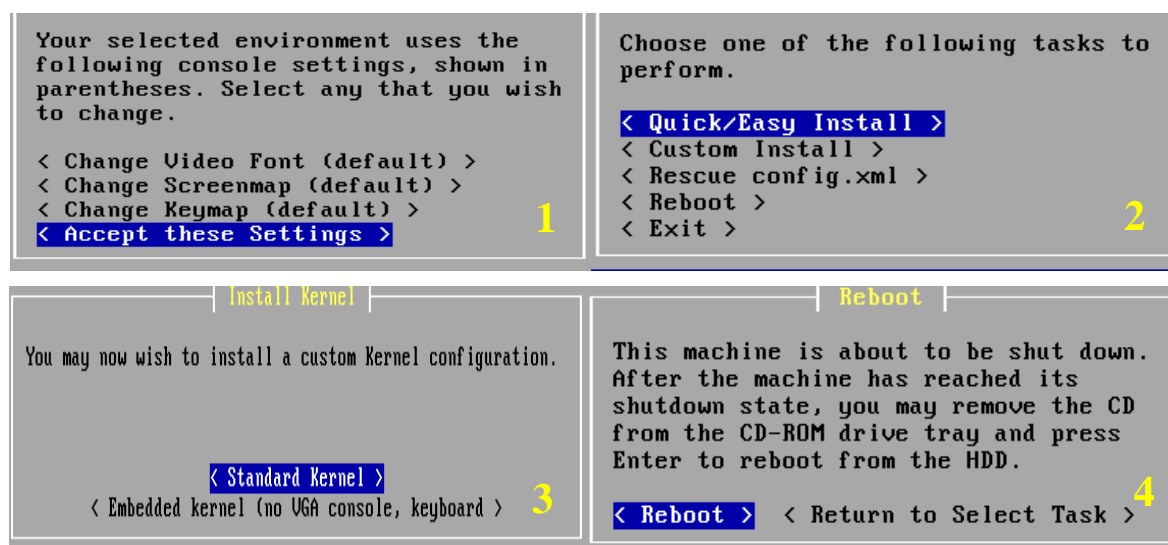 Your selected environment uses the
following console settings, shown in
parentheses. Select any that you wish
to change.
< Change Video Font (default) >
< Change Screenmap (default) >
< Change Keymap (default) >
< Accept these Settings >
1
Choose one of the following tasks to
perform.
< Quick/Easy Install >
< Custom Install >
< Rescue config.xml >
< Reboot >
< Exit >
2
Install Kernel
You may now wish to install a custom Kernel configuration.
< Standard Kernel >
< Embedded kernel (no VGA console, keyboard >
3
Reboot
This machine is about to be shut down.
After the machine has reached its
shutdown state, you may remove the CD
from the CD-ROM drive tray and press
Enter to reboot from the HDD.
< Reboot > < Return to Select Task >
4